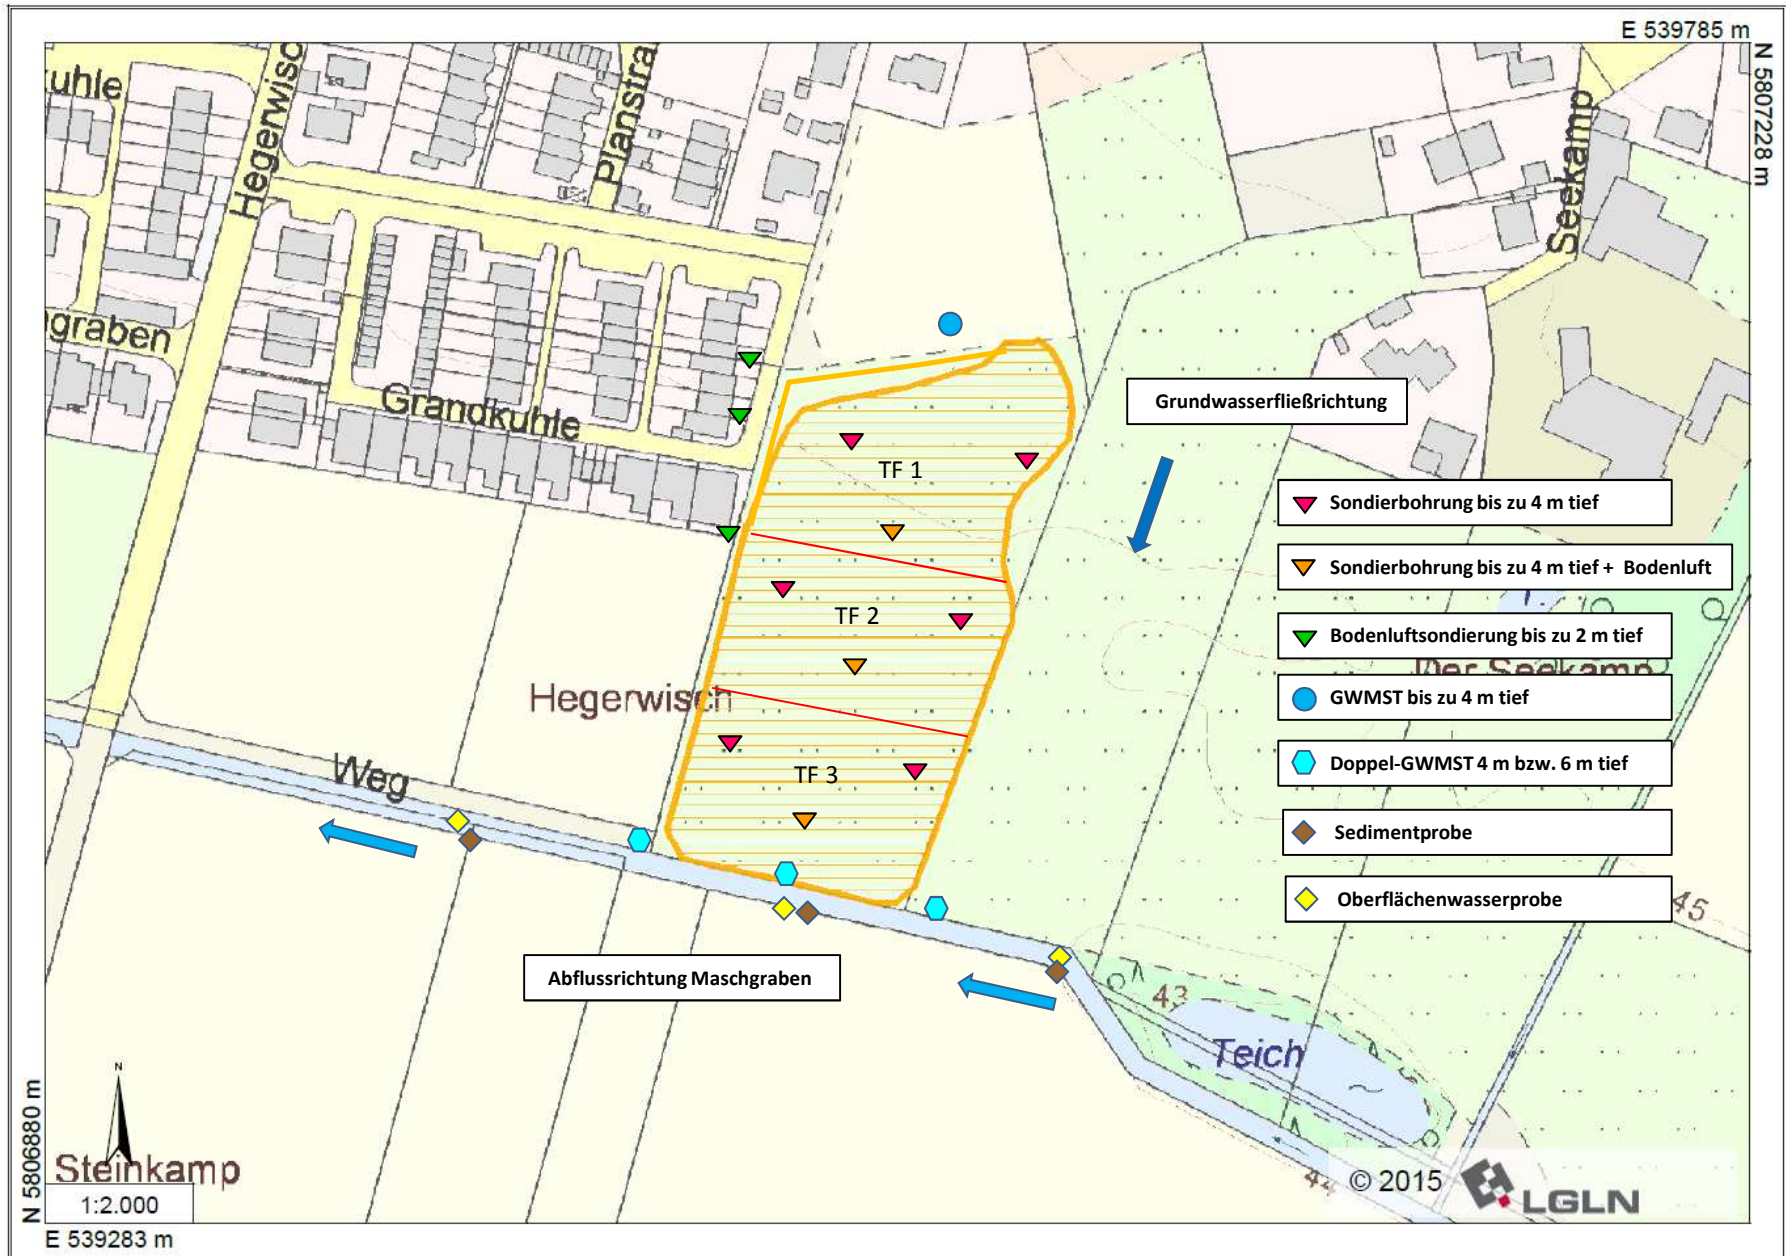 E 539785 m
N 5807228 m
uhle
Hegerwisc
Planstra
Seekamp
ngraben
Grandkuhle
Grundwasserfließrichtung
TF 1
Sondierbohrung bis zu 4 m tief
Sondierbohrung bis zu 4 m tief + Bodenluft
TF 2
Bodenluftsondierung bis zu 2 m tief
Der Seekamp
Hegerwisch
GWMST bis zu 4 m tief
Weg
TF 3
Doppel-GWMST 4 m bzw. 6 m tief
Sedimentprobe
Oberflächenwasserprobe
45
Abflussrichtung Maschgraben
43
Teich
N
Steinkamp
44
© 2015
LGLN
1:2.000
N 5806880 m
E 539283 m